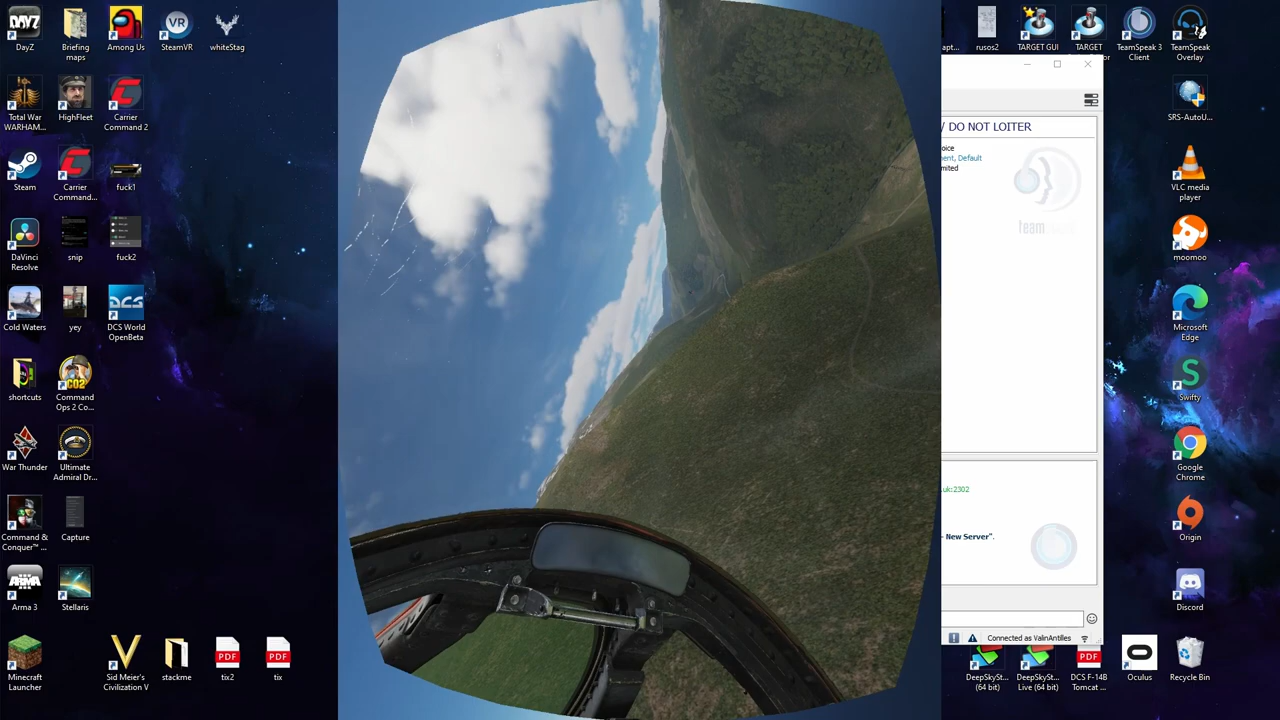 DayZ
Briefing
maps
Among Us
SteamVR
whiteStag
Total War
WARHAM...
HighFleet
Carrier
Command 2
Steam
Carrier
Command...
fuck1
DaVinci
Resolve
snip
fuck2
Cold Waters
yey
DCS World
OpenBeta
shortcuts
Command
Ops 2 Co...
War Thunder
Ultimate
Admiral Dr...
Command &
Conquer™ ...
Capture
Arma 3
Stellaris
Minecraft
Launcher
Sid Meier's
Civilization V
stackme
tix2
tix
rusos2
TARGET GUI
TARGET
TeamSpeak 3
Client
TeamSpeak
Overlay
/ DO NOT LOITER
Default
team
.uk:2302
- New Server".
Connected as ValinAntilles
SRS-AutoU...
VLC media
player
moomoo
Microsoft
Edge
Swifty
Google
Chrome
Origin
Discord
DeepSkySt...
(64 bit)
DeepSkySt...
Live (64 bit)
DCS F-14B
Tomcat ...
Oculus
Recycle Bin